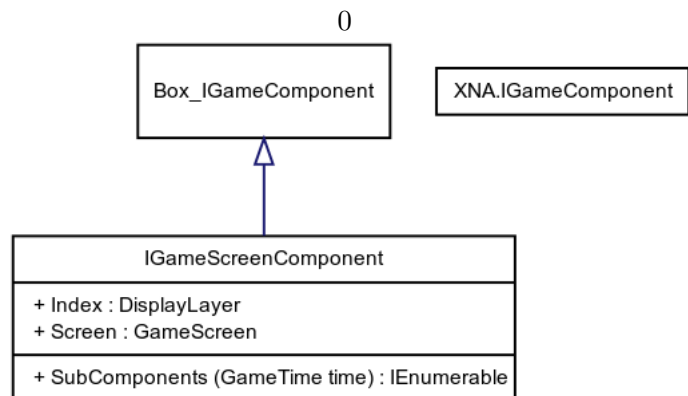 0
Box_IGameComponent
XNA.IGameComponent
IGameScreenComponent
+ Index : DisplayLayer
+ Screen : GameScreen
+ SubComponents (GameTime time) : IEnumerable